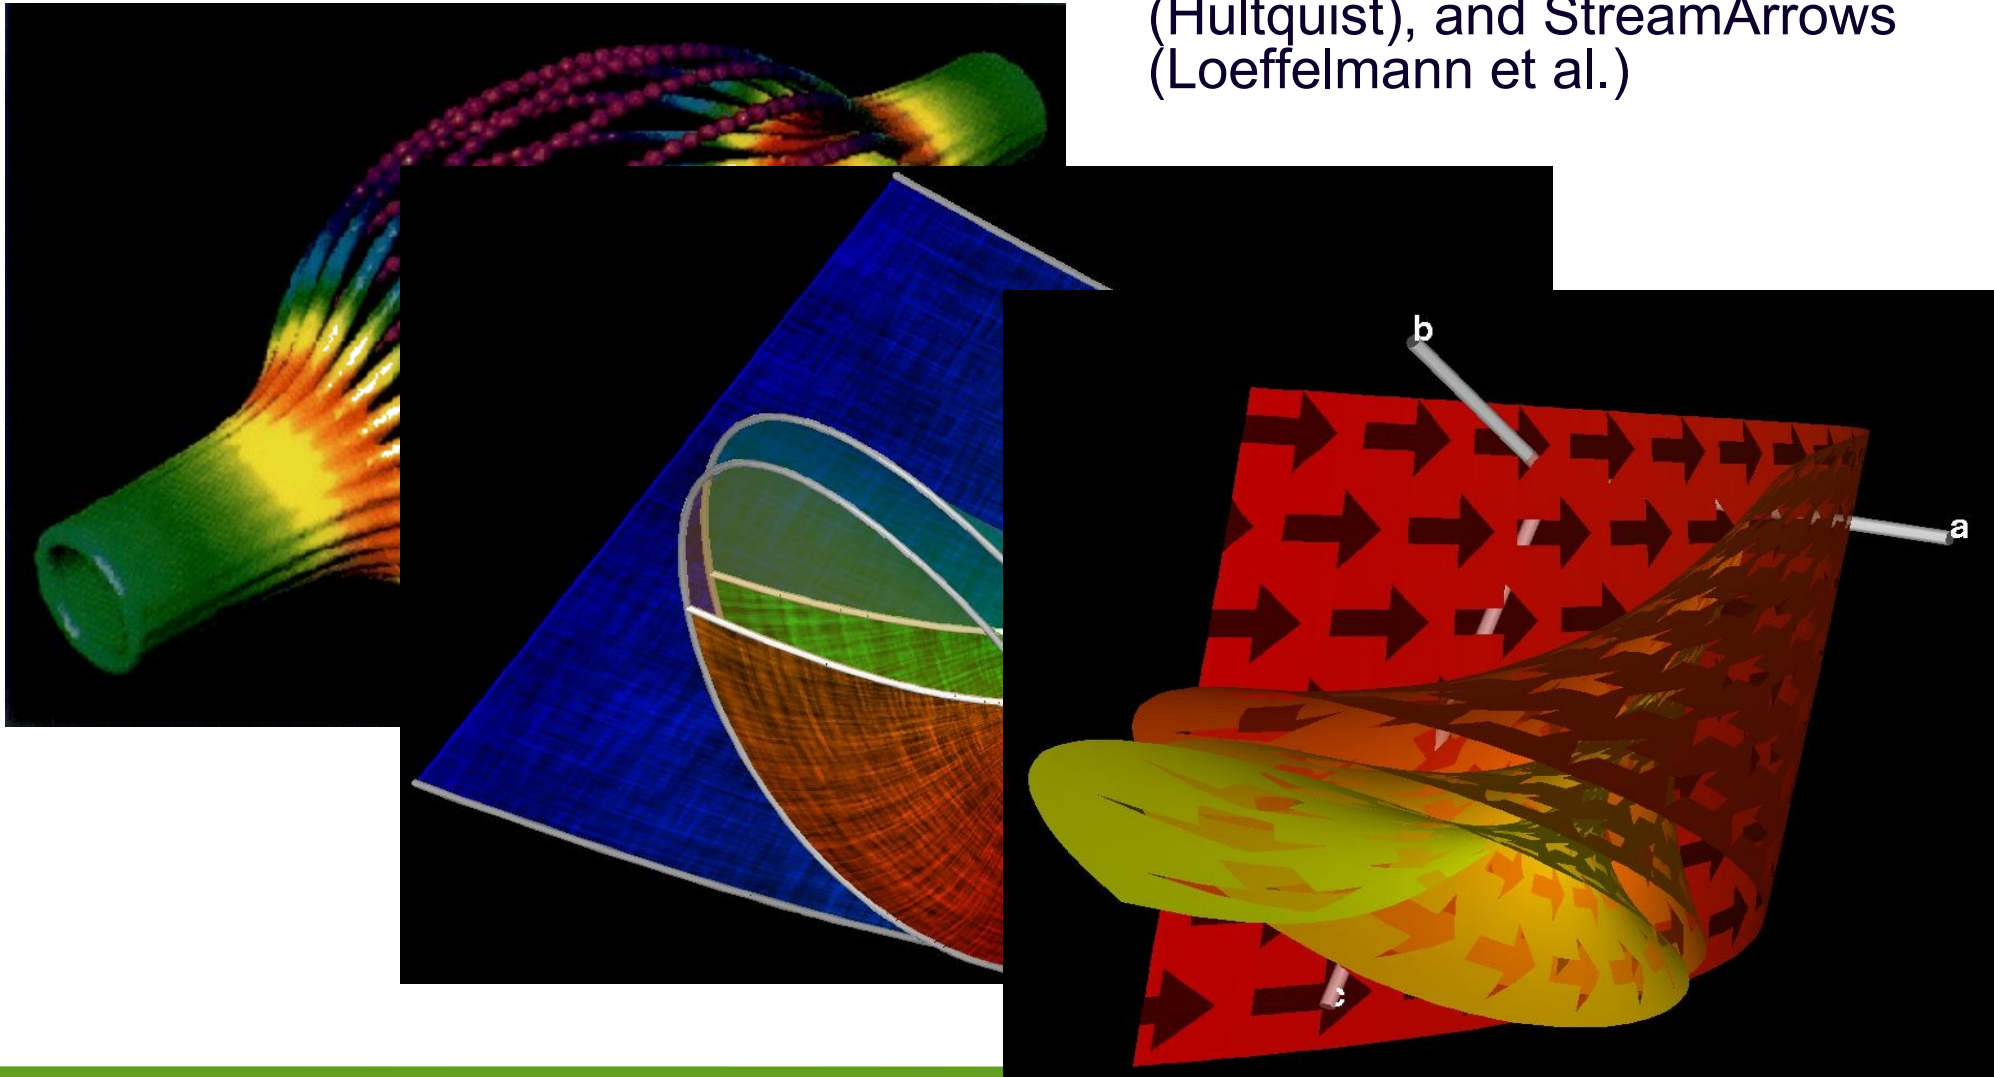 (Hultquist), and StreamArrows
(Loeffelmann et al.)
b
a
c